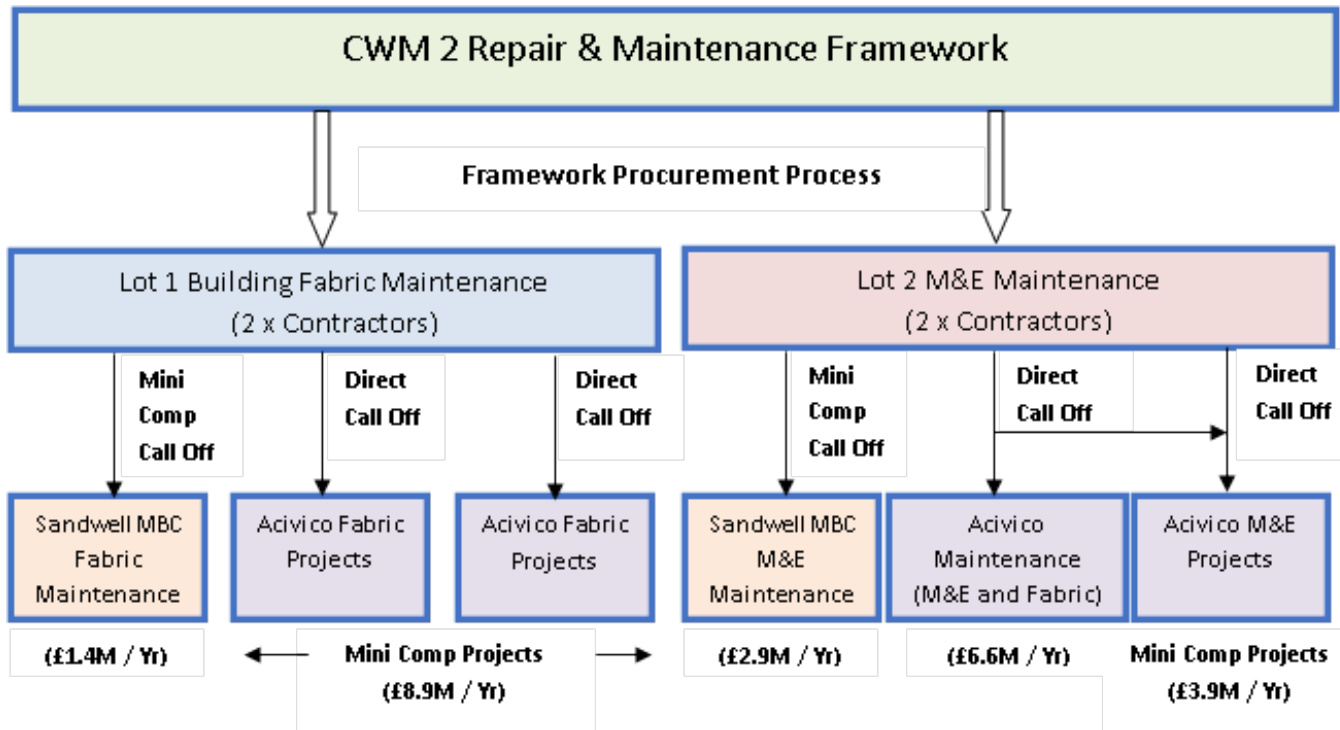 CWM 2 Repair & Maintenance Framework
Framework Procurement Process
Lot 1 Building Fabric Maintenance
(2 x Contractors)
Lot 2 M&E Maintenance
(2 x Contractors)
Mini
Comp
Call Off
Direct
Call Off
Direct
Call Off
Mini
Comp
Call Off
Direct
Call Off
Direct
Call Off
Sandwell MBC
Fabric
Maintenance
Acivico Fabric
Projects
Acivico Fabric
Projects
Sandwell MBC
M&E
Maintenance
Acivico
Maintenance
(M&E and Fabric)
Acivico M&E
Projects
(£1.4M / Yr)
Mini Comp Projects
(£8.9M / Yr)
(£2.9M / Yr)
(£6.6M / Yr)
Mini Comp Projects
(£3.9M / Yr)